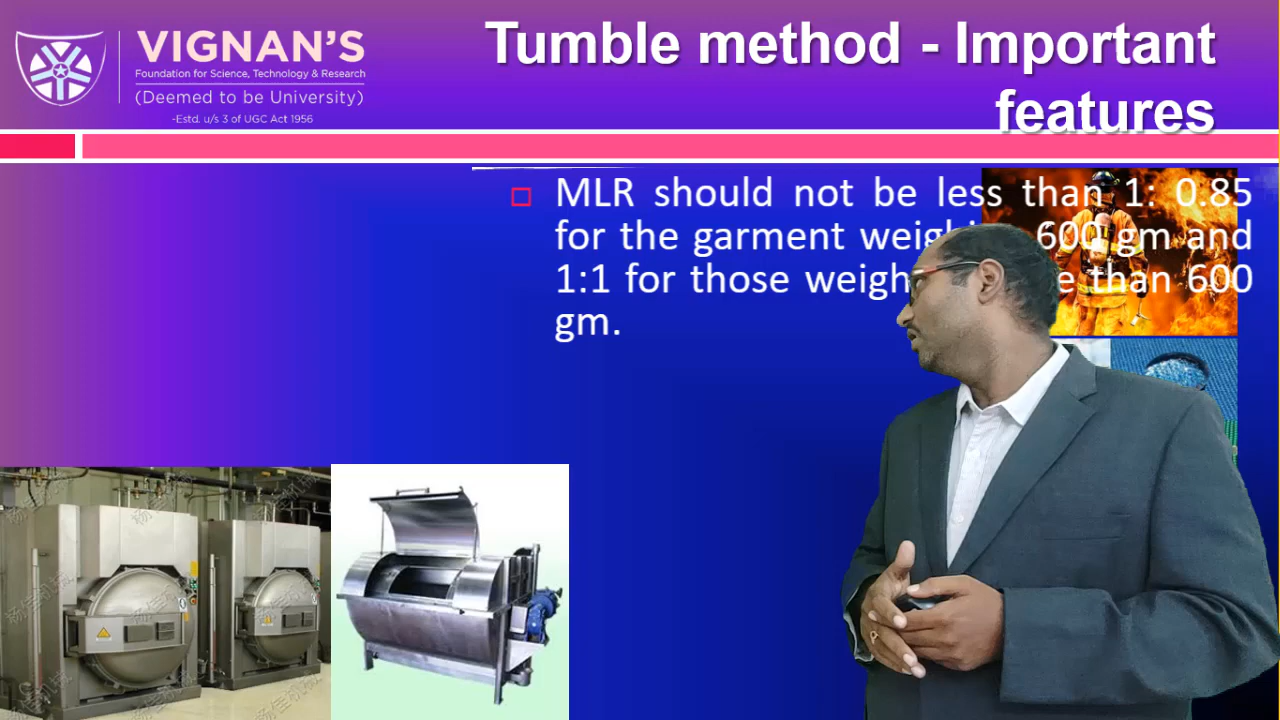 VIGNAN'S
Foundation for Science, Technology & Research
(Deemed to be University)
-Estd. u/s 3 of UGC Act 1956
Tumble method - Important
features
MLR should not be less than 1: 0.85
for the garment 600 gm and
1:1 for those than 600
gm.